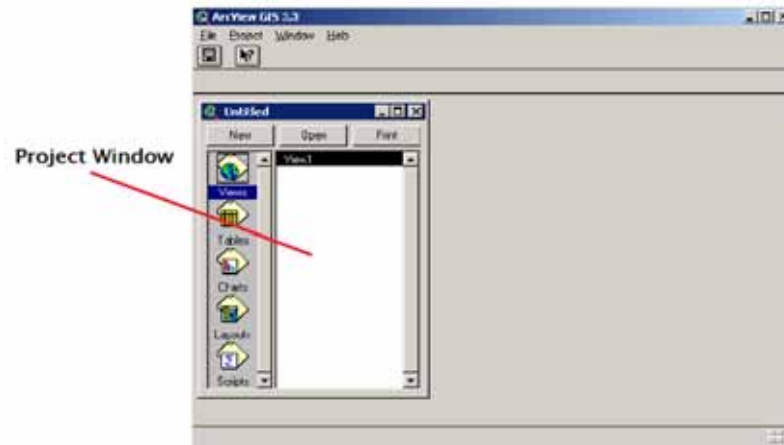 ArcView GIS 3.3
File Project Window Help
Untitled
New Open Print
Project Window
View1
Views
Tables
Charts
Layouts
Scripts